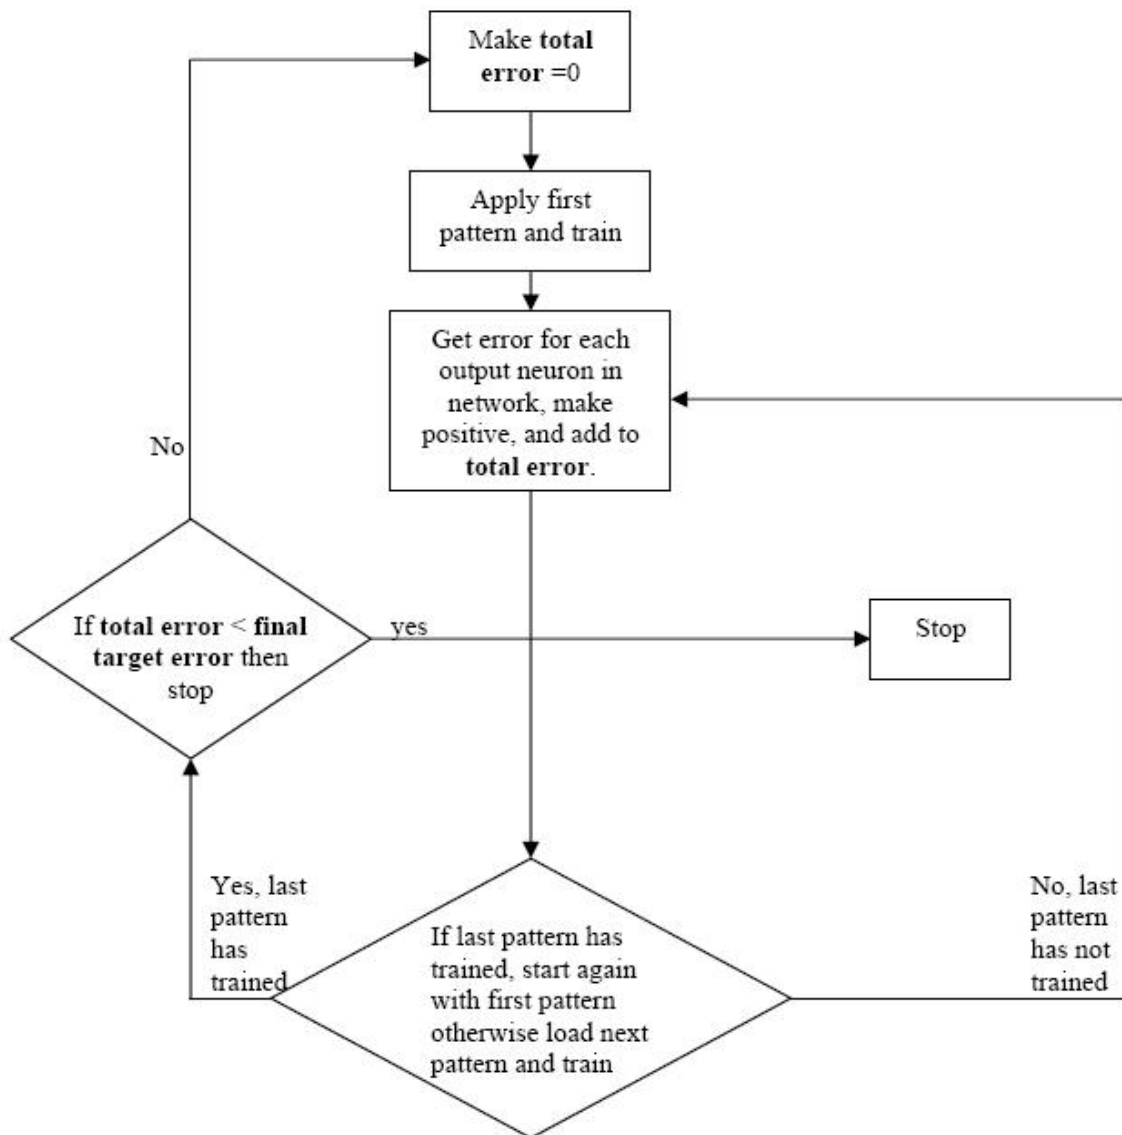 Make total
error =0
Apply first
pattern and train
Get error for each
output neuron in
network, make
positive, and add to
total error.
No
If total error < final
target error then
stop
yes
Stop
Yes, last
pattern
has
trained
If last pattern has
trained, start again
with first pattern
otherwise load next
pattern and train
No, last
pattern
has not
trained